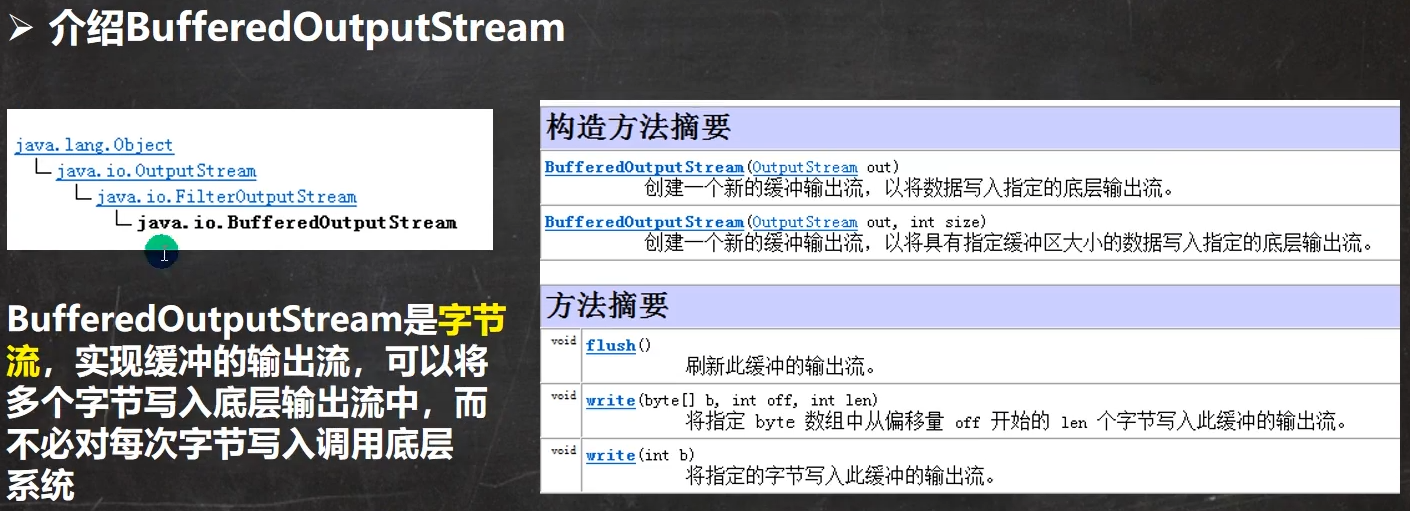 ➢ 介绍BufferedOutputStream
java.lang.Object
java.io.OutputStream
java.io.FilterOutputStream
java.io.BufferedOutputStream
BufferedOutputStream是字节
流，实现缓冲的输出流，可以将
多个字节写入底层输出流中，而
不必对每次字节写入调用底层
系统
构造方法摘要
BufferedOutputStream(OutputStream out)
创建一个新的缓冲输出流，以将数据写入指定的底层输出流。
BufferedOutputStream(OutputStream out, int size)
创建一个新的缓冲输出流，以将具有指定缓冲区大小的数据写入指定的底层输出流。
方法摘要
void flush()
刷新此缓冲的输出流。
void write(byte[] b, int off, int len)
将指定 byte 数组中从偏移量 off 开始的 len 个字节写入此缓冲的输出流。
void write(int b)
将指定的字节写入此缓冲的输出流。